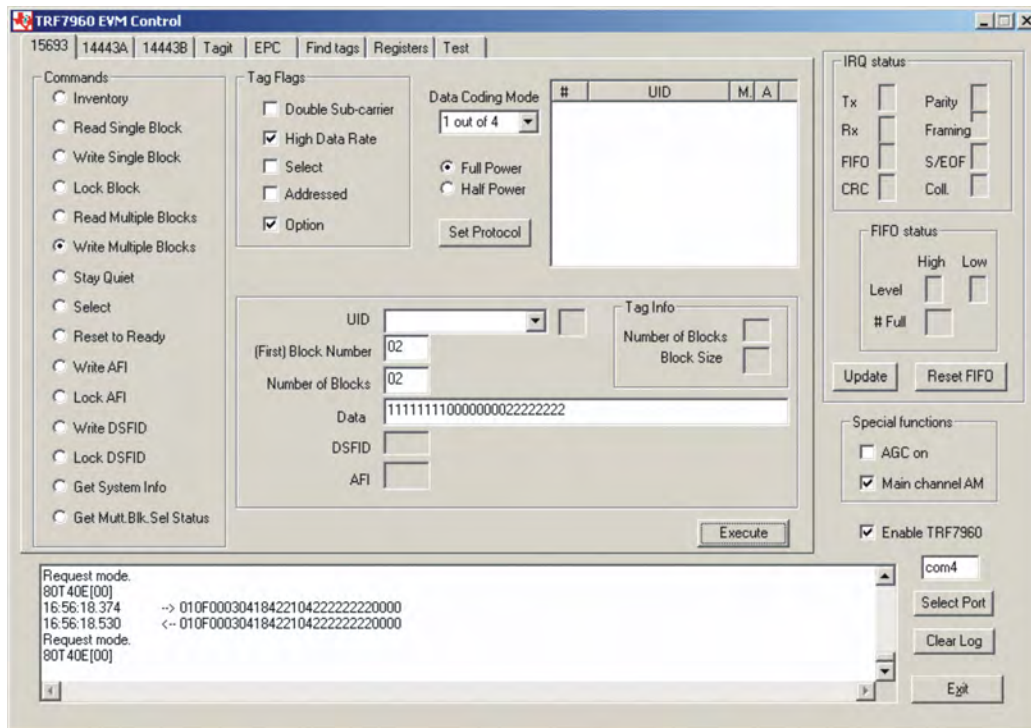 TRF7960 EVM Control
15693 14443A 14443B Tagit EPC Find tags Registers Test
Commands
Inventory
Read Single Block
Write Single Block
Lock Block
Read Multiple Blocks
Write Multiple Blocks
Stay Quiet
Select
Reset to Ready
Write AFI
Lock AFI
Write DSFID
Lock DSFID
Get System Info
Get Mutt.Blk.Sel Status
Tag Flags
Double Sub-carrier
High Data Rate
Select
Addressed
Option
Data Coding Mode
1 out of 4
Full Power
Half Power
Set Protocol
# UID M. A
UID
(First) Block Number 02
Number of Blocks 02
Data 111111110000000022222222
DSFID
AFI
Tag Info
Number of Blocks
Block Size
Execute
IRQ status
Tx Parity
Rx Framing
FIFO S/EOF
CRC Coll.
FIFO status
High Low
Level
# Full
Update Reset FIFO
Special functions
AGC on
Main channel AM
Enable TRF7960
com4
Select Port
Clear Log
Exit
Request mode.
80T40E[00]
16:56:18.374 --> 010F000304184221042222222220000
16:56:18.530 <-- 010F000304184221042222222220000
Request mode.
80T40E[00]